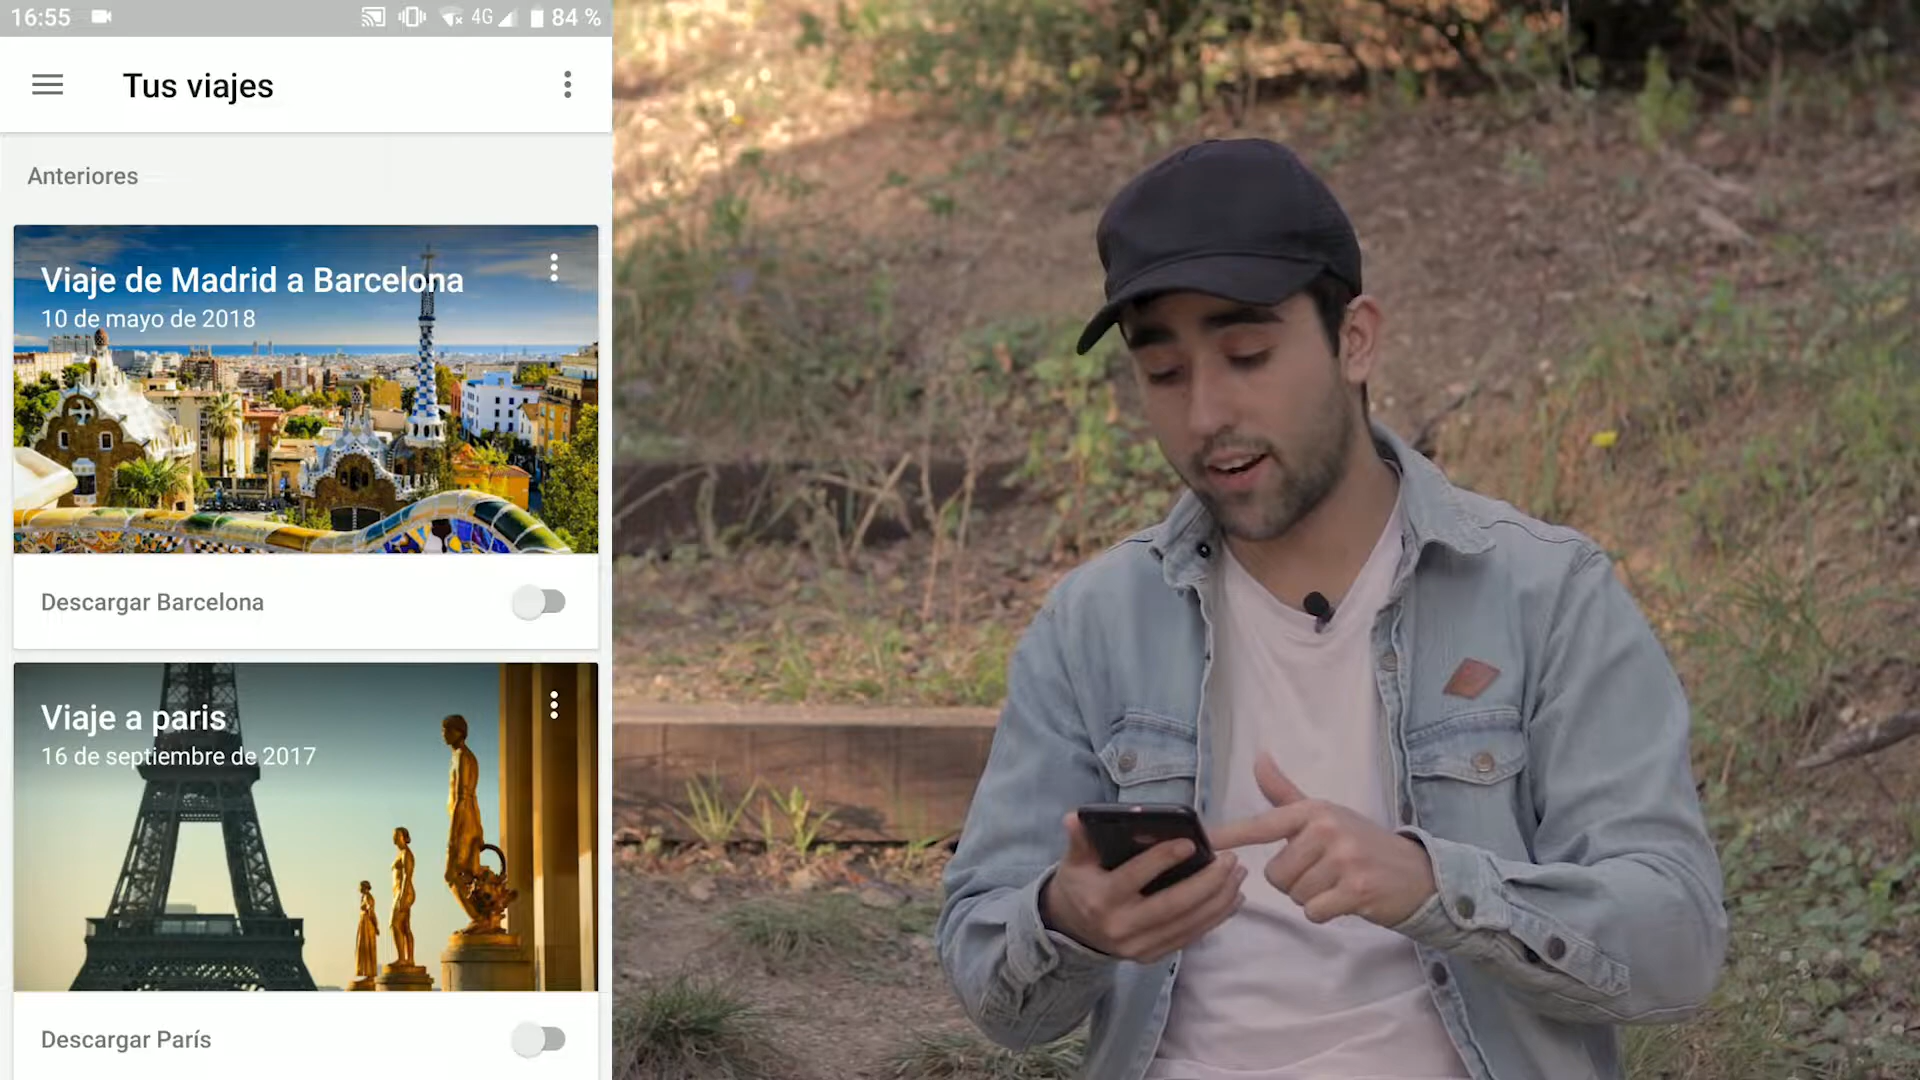 16:55
4G
84 %
Tus viajes
Anteriores
Viaje de Madrid a Barcelona
10 de mayo de 2018
Descargar Barcelona
Viaje a paris
16 de septiembre de 2017
Descargar París